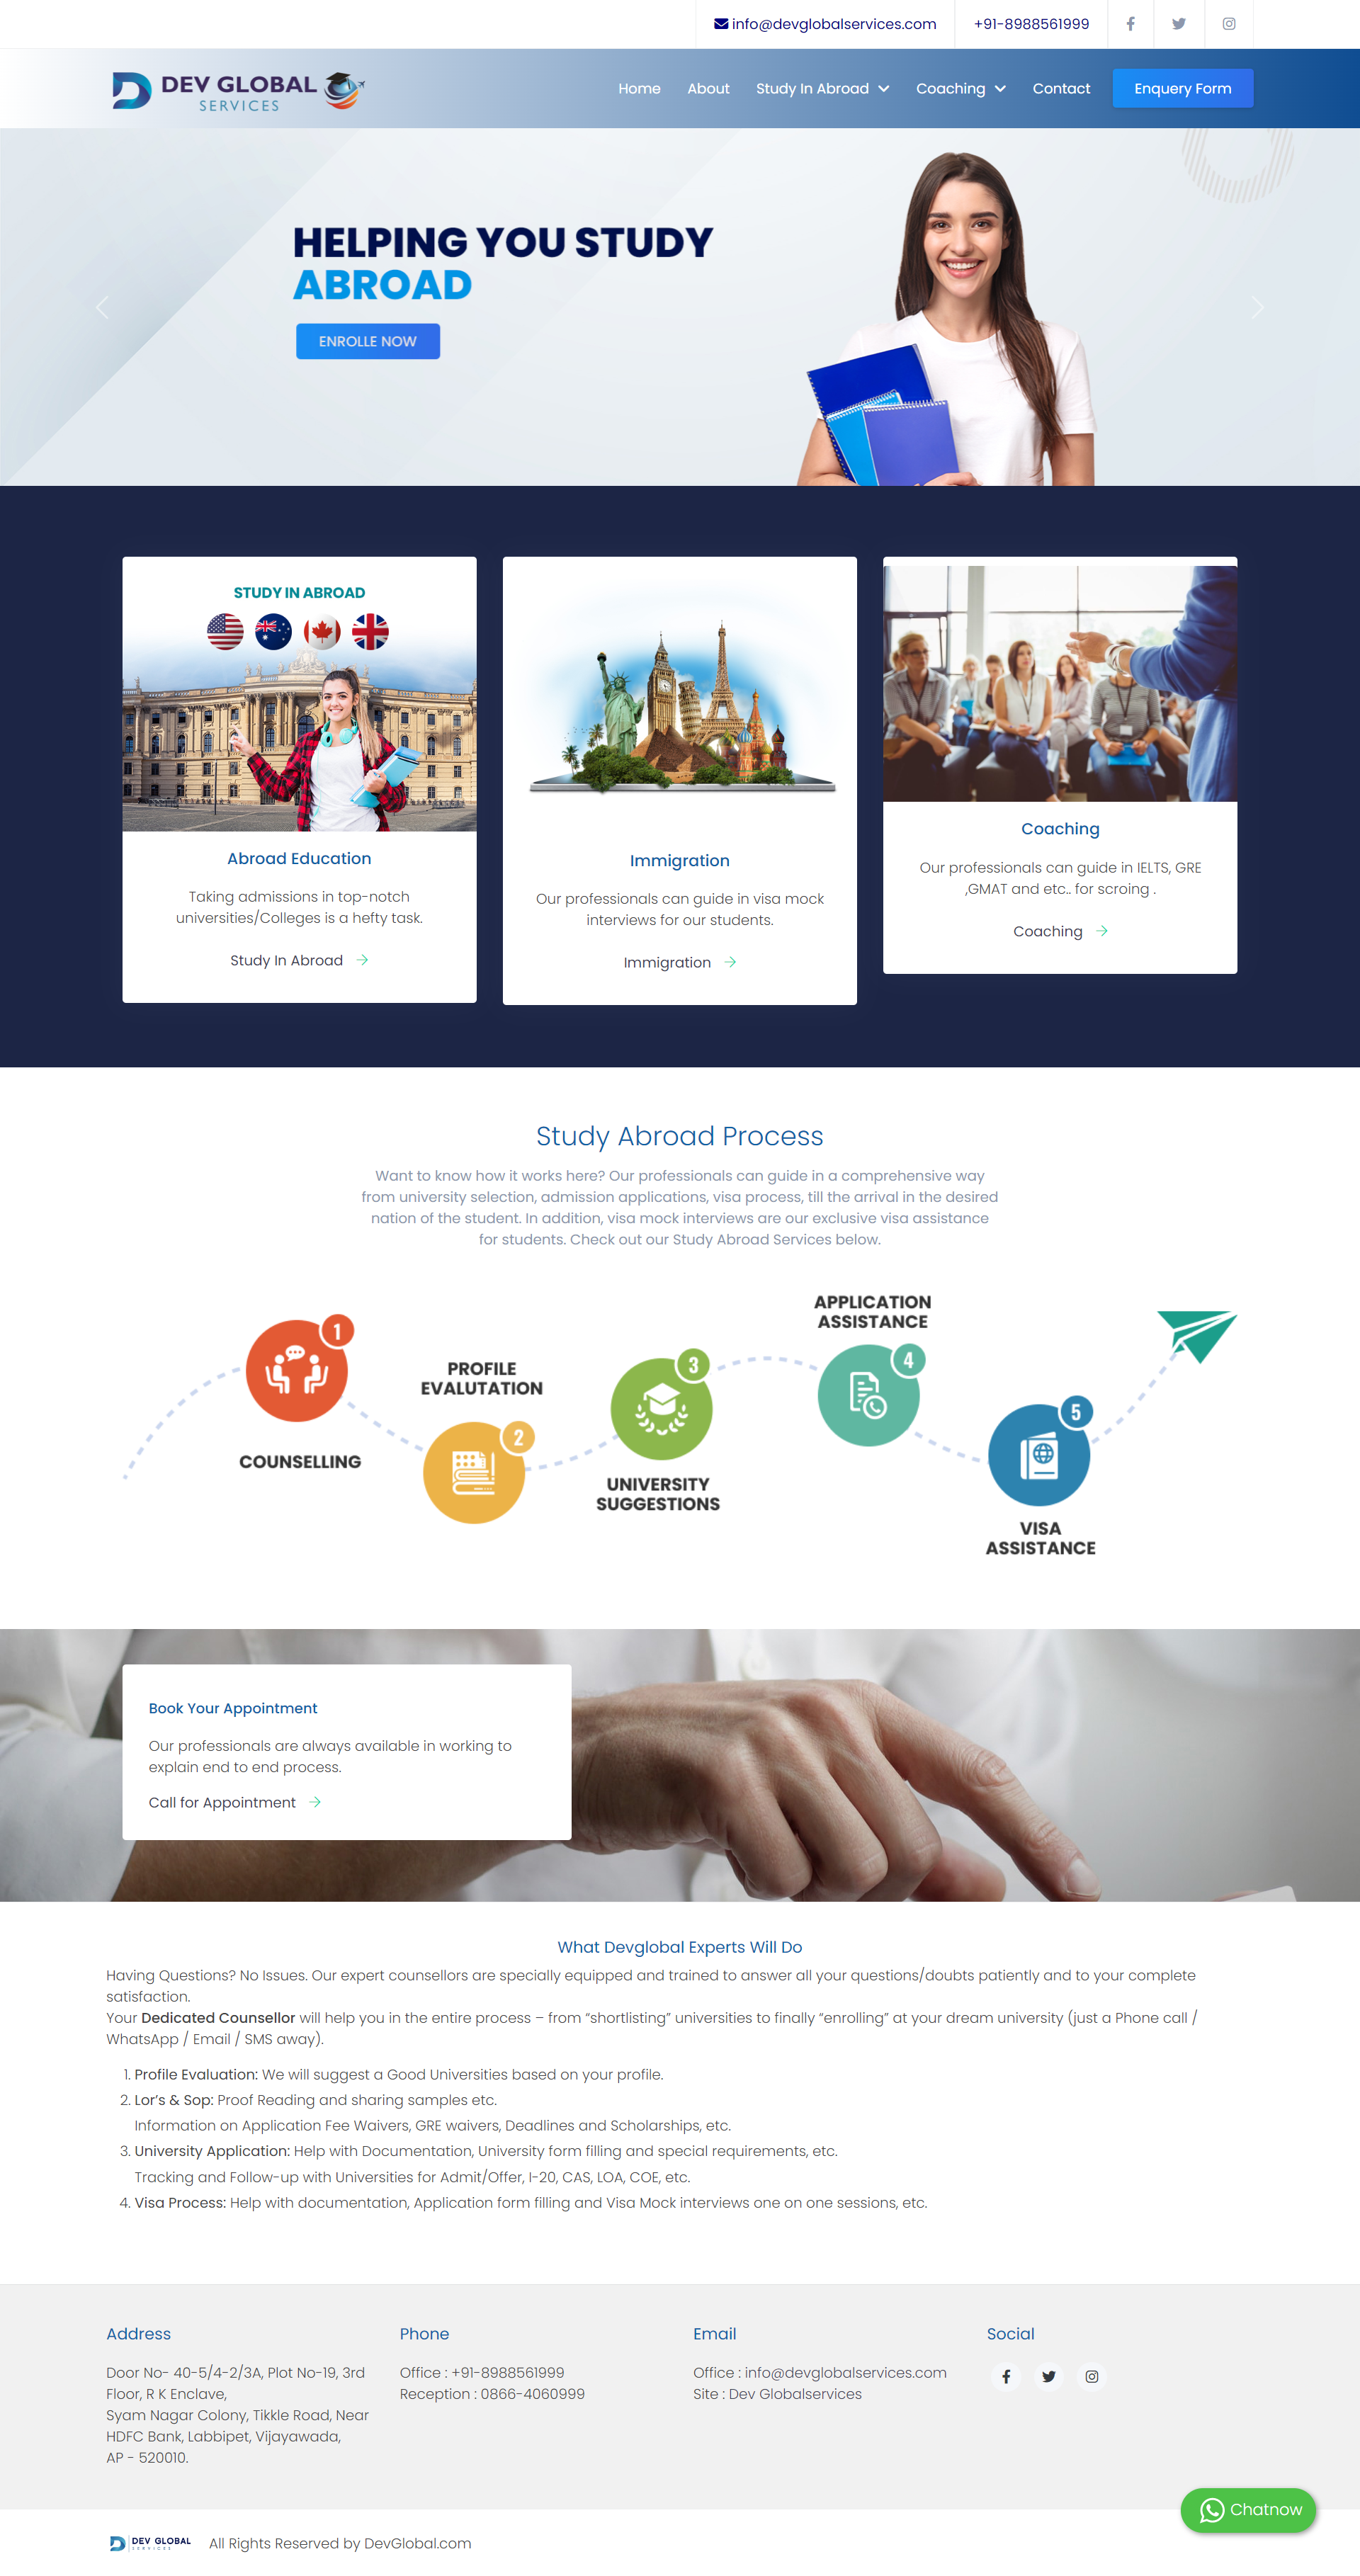 info@devglobalservices.com
+91-8988561999
DEV GLOBAL
SERVICES
Home
About
Study In Abroad
Coaching
Contact
Enquery Form
HELPING YOU STUDY
ABROAD
ENROLLE NOW
STUDY IN ABROAD
Abroad Education
Taking admissions in top-notch
universities/Colleges is a hefty task.
Study In Abroad
Immigration
Our professionals can guide in visa mock
interviews for our students.
Immigration
Coaching
Our professionals can guide in IELTS, GRE
,GMAT and etc.. for scroing .
Coaching
Study Abroad Process
Want to know how it works here? Our professionals can guide in a comprehensive way
from university selection, admission applications, visa process, till the arrival in the desired
nation of the student. In addition, visa mock interviews are our exclusive visa assistance
for students. Check out our Study Abroad Services below.
1
COUNSELLING
PROFILE
EVALUTATION
2
3
UNIVERSITY
SUGGESTIONS
APPLICATION
ASSISTANCE
4
5
VISA
ASSISTANCE
Book Your Appointment
Our professionals are always available in working to
explain end to end process.
Call for Appointment
What Devglobal Experts Will Do
Having Questions? No Issues. Our expert counsellors are specially equipped and trained to answer all your questions/doubts patiently and to your complete
satisfaction.
Your Dedicated Counsellor will help you in the entire process – from “shortlisting” universities to finally “enrolling” at your dream university (just a Phone call /
WhatsApp / Email / SMS away).
1. Profile Evaluation: We will suggest a Good Universities based on your profile.
2. Lor’s & Sop: Proof Reading and sharing samples etc.
Information on Application Fee Waivers, GRE waivers, Deadlines and Scholarships, etc.
3. University Application: Help with Documentation, University form filling and special requirements, etc.
Tracking and Follow-up with Universities for Admit/Offer, I-20, CAS, LOA, COE, etc.
4. Visa Process: Help with documentation, Application form filling and Visa Mock interviews one on one sessions, etc.
Address
Door No- 40-5/4-2/3A, Plot No-19, 3rd
Floor, R K Enclave,
Syam Nagar Colony, Tikkle Road, Near
HDFC Bank, Labbipet, Vijayawada,
AP - 520010.
Phone
Office : +91-8988561999
Reception : 0866-4060999
Email
Office : info@devglobalservices.com
Site : Dev Globalservices
Social
Chatnow
DEV GLOBAL
SERVICES
All Rights Reserved by DevGlobal.com